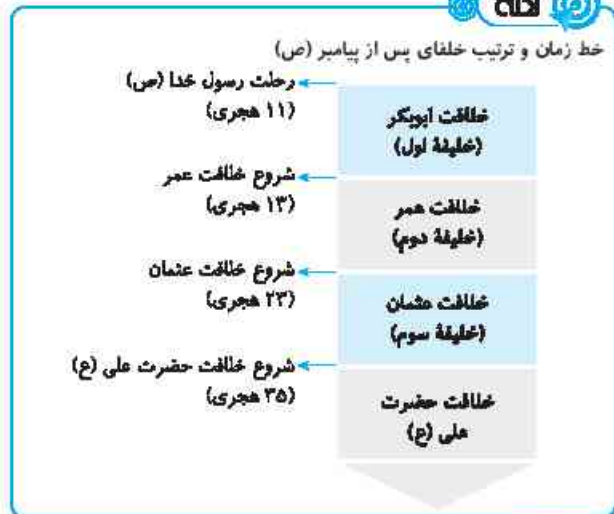 خط زمان و ترتیب خلفای پس از پیامبر (ص)
رحلت رسول خدا (ص)
(۱۱ هجری)
خلافت ابوبکر
(خلیفهٔ اول)
شروع خلافت عمر
(۱۳ هجری)
خلافت عمر
(خلیفهٔ دوم)
شروع خلافت عثمان
(۲۳ هجری)
خلافت عثمان
(خلیفهٔ سوم)
شروع خلافت حضرت علی (ع)
(۳۵ هجری)
خلافت حضرت
علی (ع)